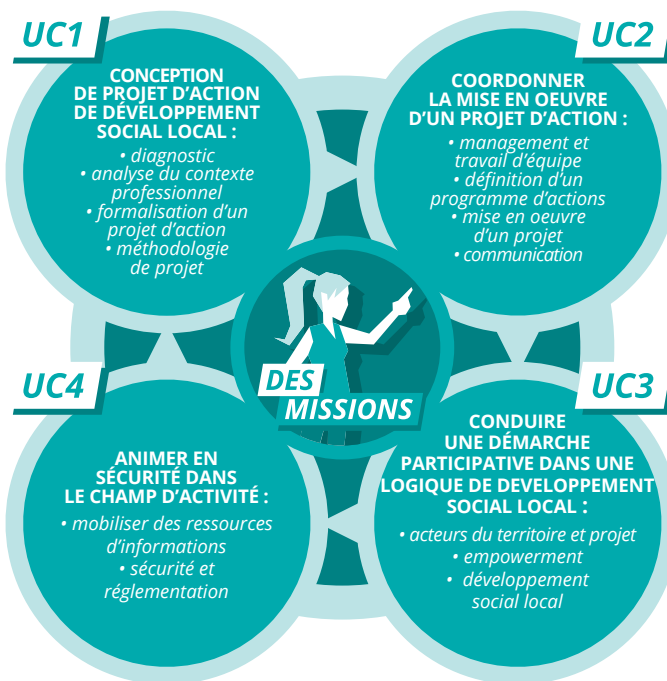 UC1
CONCEPTION
DE PROJET D'ACTION
DE DÉVELOPPEMENT
SOCIAL LOCAL :
• diagnostic
• analyse du contexte
professionnel
• formalisation d'un
projet d'action
• méthodologie
de projet
UC2
COORDONNER
LA MISE EN OEUVRE
D'UN PROJET D'ACTION :
• management et
travail d'équipe
• définition d'un
programme d'actions
• mise en oeuvre
d'un projet
• communication
DES
MISSIONS
UC4
ANIMER EN
SÉCURITÉ DANS
LE CHAMP D'ACTIVITÉ :
• mobiliser des ressources
d'informations
• sécurité et
réglementation
UC3
CONDUIRE
UNE DÉMARCHE
PARTICIPATIVE DANS UNE
LOGIQUE DE DEVELOPPEMENT
SOCIAL LOCAL :
• acteurs du territoire et projet
• empowerment
• développement
social local